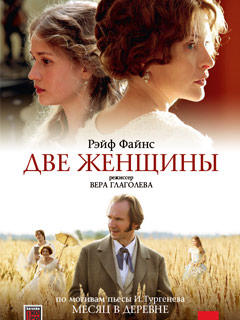 РЭЙФ ФАЙНС
ДВЕ ЖЕНЩИНЫ
режиссер
ВЕРА ГЛАГОЛЕВА
по мотивам пьесы И.Тургенева
МЕСЯЦ В ДЕРЕВНЕ